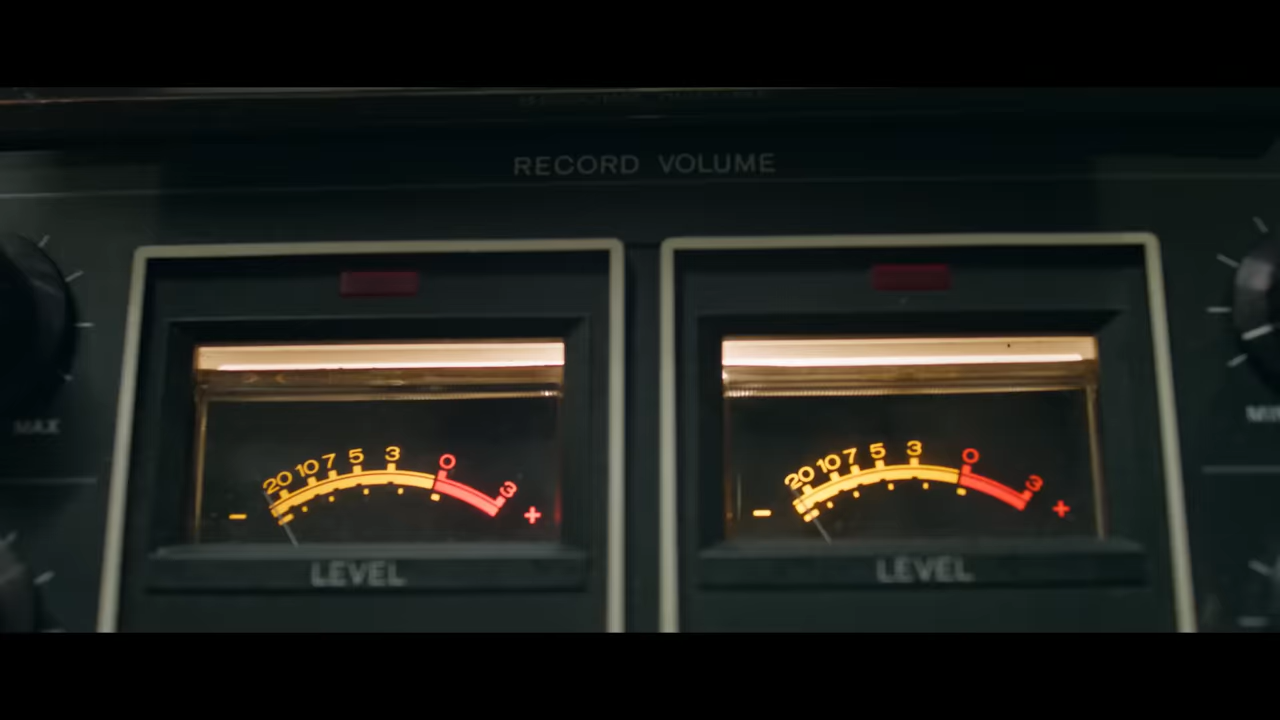 RECORD VOLUME
20 10 7 5 3 0 3
- +
LEVEL
20 10 7 5 3 0 3
- +
LEVEL
MAX